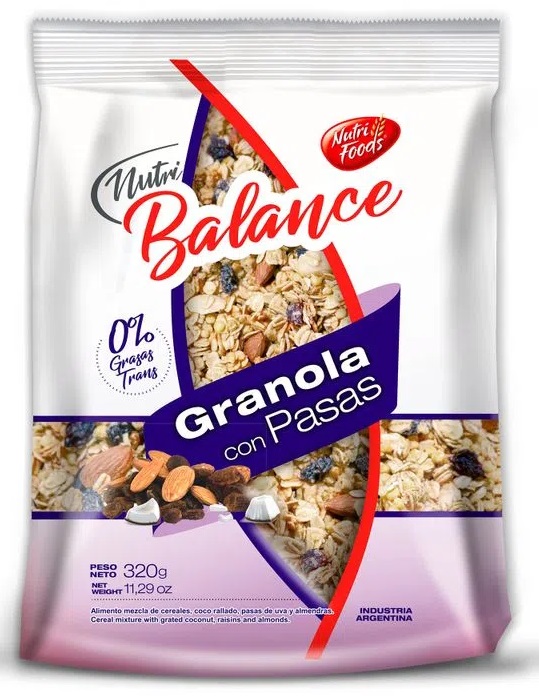 Nutri
Foods
Nutri
Balance
0%
Grasas
Trans
Granola
con Pasas
PESO
NETO 320g
NET
WEIGHT 11,29 oz
Alimento mezcla de cereales, coco rallado, pasas de uva y almendras.
Cereal mixture with grated coconut, raisins and almonds.
INDUSTRIA
ARGENTINA